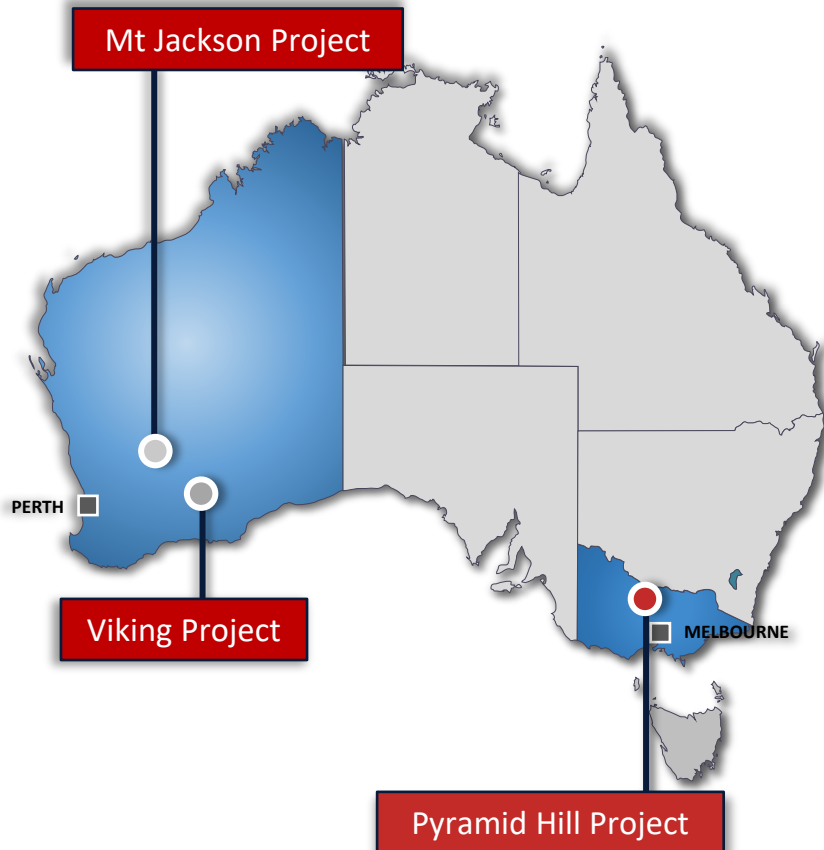 Mt Jackson Project
PERTH
Viking Project
MELBOURNE
Pyramid Hill Project